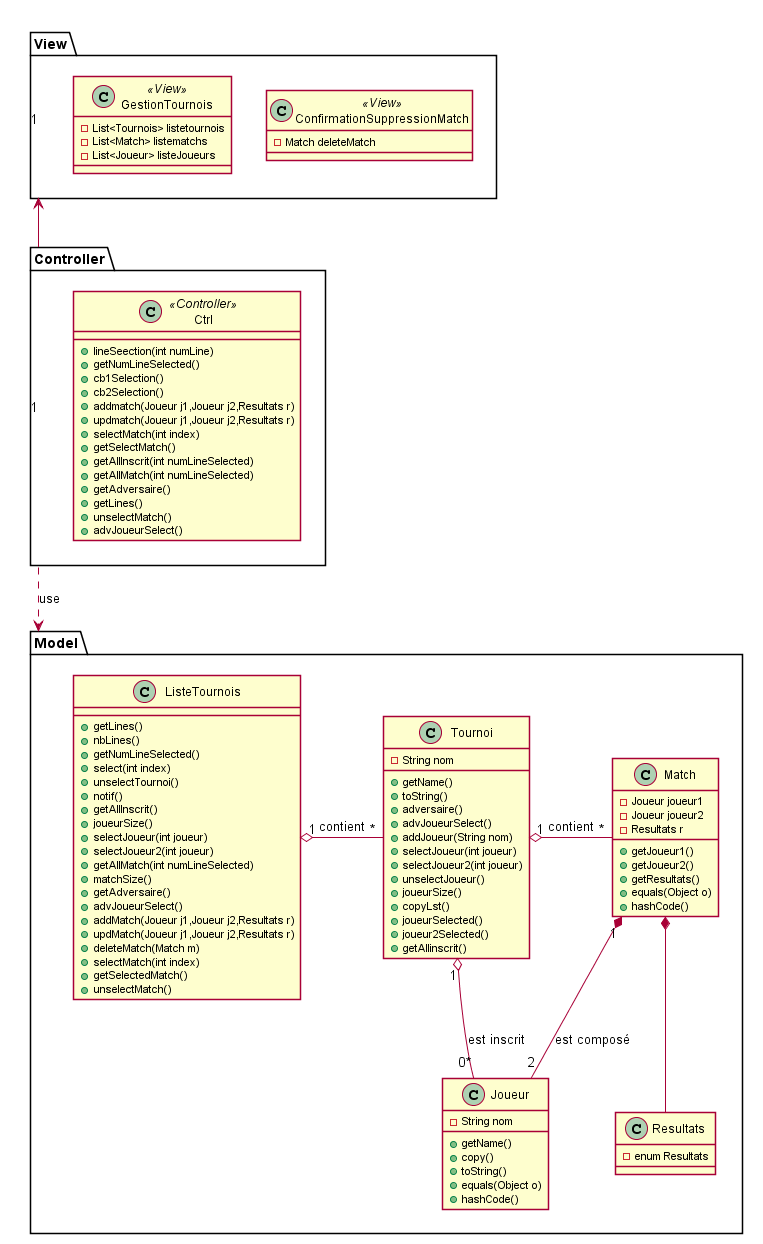 View
1
C
«View»
GestionTournois
List<Tournois> listetournois
List<Match> listematchs
List<Joueur> listeJoueurs
C
«View»
ConfirmationSuppressionMatch
Match deleteMatch
Controller
1
C
«Controller»
Ctrl
lineSeection(int numLine)
getNumLineSelected()
cb1Selection()
cb2Selection()
addmatch(Joueur j1,Joueur j2,Resultats r)
updmatch(Joueur j1,Joueur j2,Resultats r)
selectMatch(int index)
getSelectMatch()
getAllInscrit(int numLineSelected)
getAllMatch(int numLineSelected)
getAdversaire()
getLines()
unselectMatch()
advJoueurSelect()
use
Model
C
ListeTournois
getLines()
nbLines()
getNumLineSelected()
select(int index)
unselectTournoi()
notif()
getAllInscrit()
joueurSize()
selectJoueur(int joueur)
selectJoueur2(int joueur)
getAllMatch(int numLineSelected)
matchSize()
getAdversaire()
advJoueurSelect()
addMatch(Joueur j1,Joueur j2,Resultats r)
updMatch(Joueur j1,Joueur j2,Resultats r)
deleteMatch(Match m)
selectMatch(int index)
getSelectedMatch()
unselectMatch()
1 contient *
C
Tournoi
String nom
getName()
toString()
adversaire()
advJoueurSelect()
addJoueur(String nom)
selectJoueur(int joueur)
selectJoueur2(int joueur)
unselectJoueur()
joueurSize()
copyLst()
joueurSelected()
joueur2Selected()
getAllinscrit()
1 contient *
C
Match
Joueur joueur1
Joueur joueur2
Resultats r
getJoueur1()
getJoueur2()
getResultats()
equals(Object o)
hashCode()
1
1
est inscrit
est composé
0*
2
C
Joueur
String nom
getName()
copy()
toString()
equals(Object o)
hashCode()
C
Resultats
enum Resultats